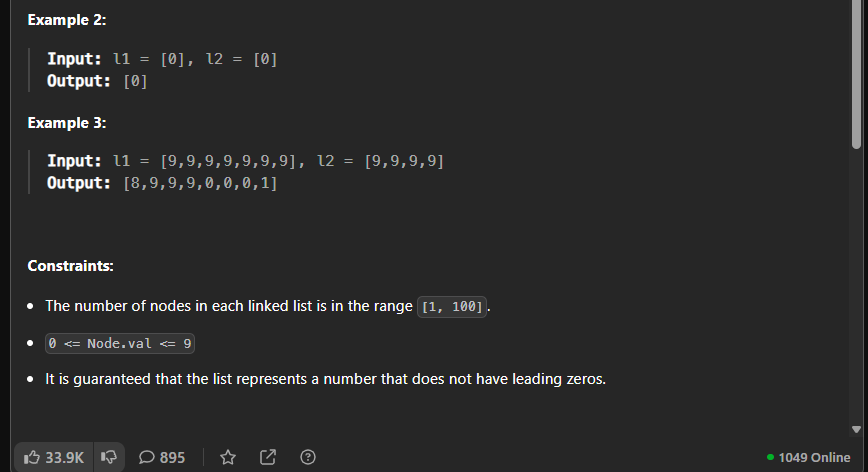 Example 2:
Input: l1 = [0], l2 = [0]
Output: [0]
Example 3:
Input: l1 = [9,9,9,9,9,9,9], l2 = [9,9,9,9]
Output: [8,9,9,9,0,0,0,1]
Constraints:
• The number of nodes in each linked list is in the range [1, 100].
• 0 <= Node.val <= 9
• It is guaranteed that the list represents a number that does not have leading zeros.
33.9K 895 1049 Online